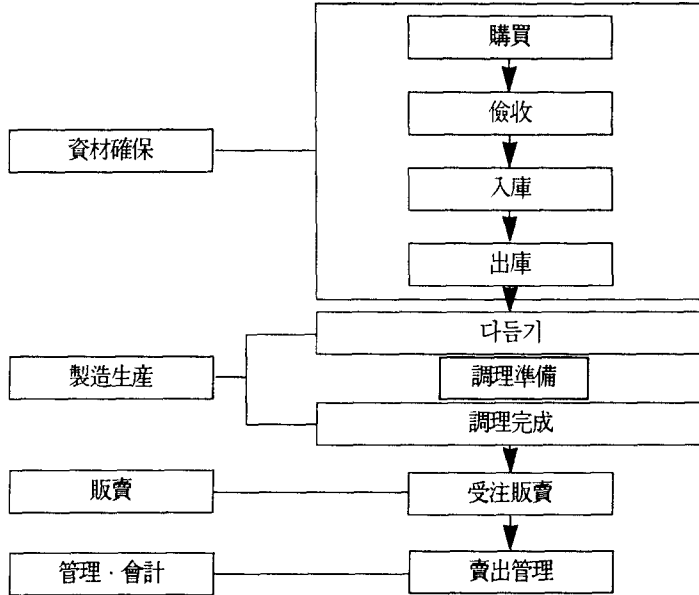 購買
儉收
資材確保
入庫
出庫
다듬기
製造生産
調理準備
調理完成
販賣
受注販賣
管理 · 會計
賣出管理